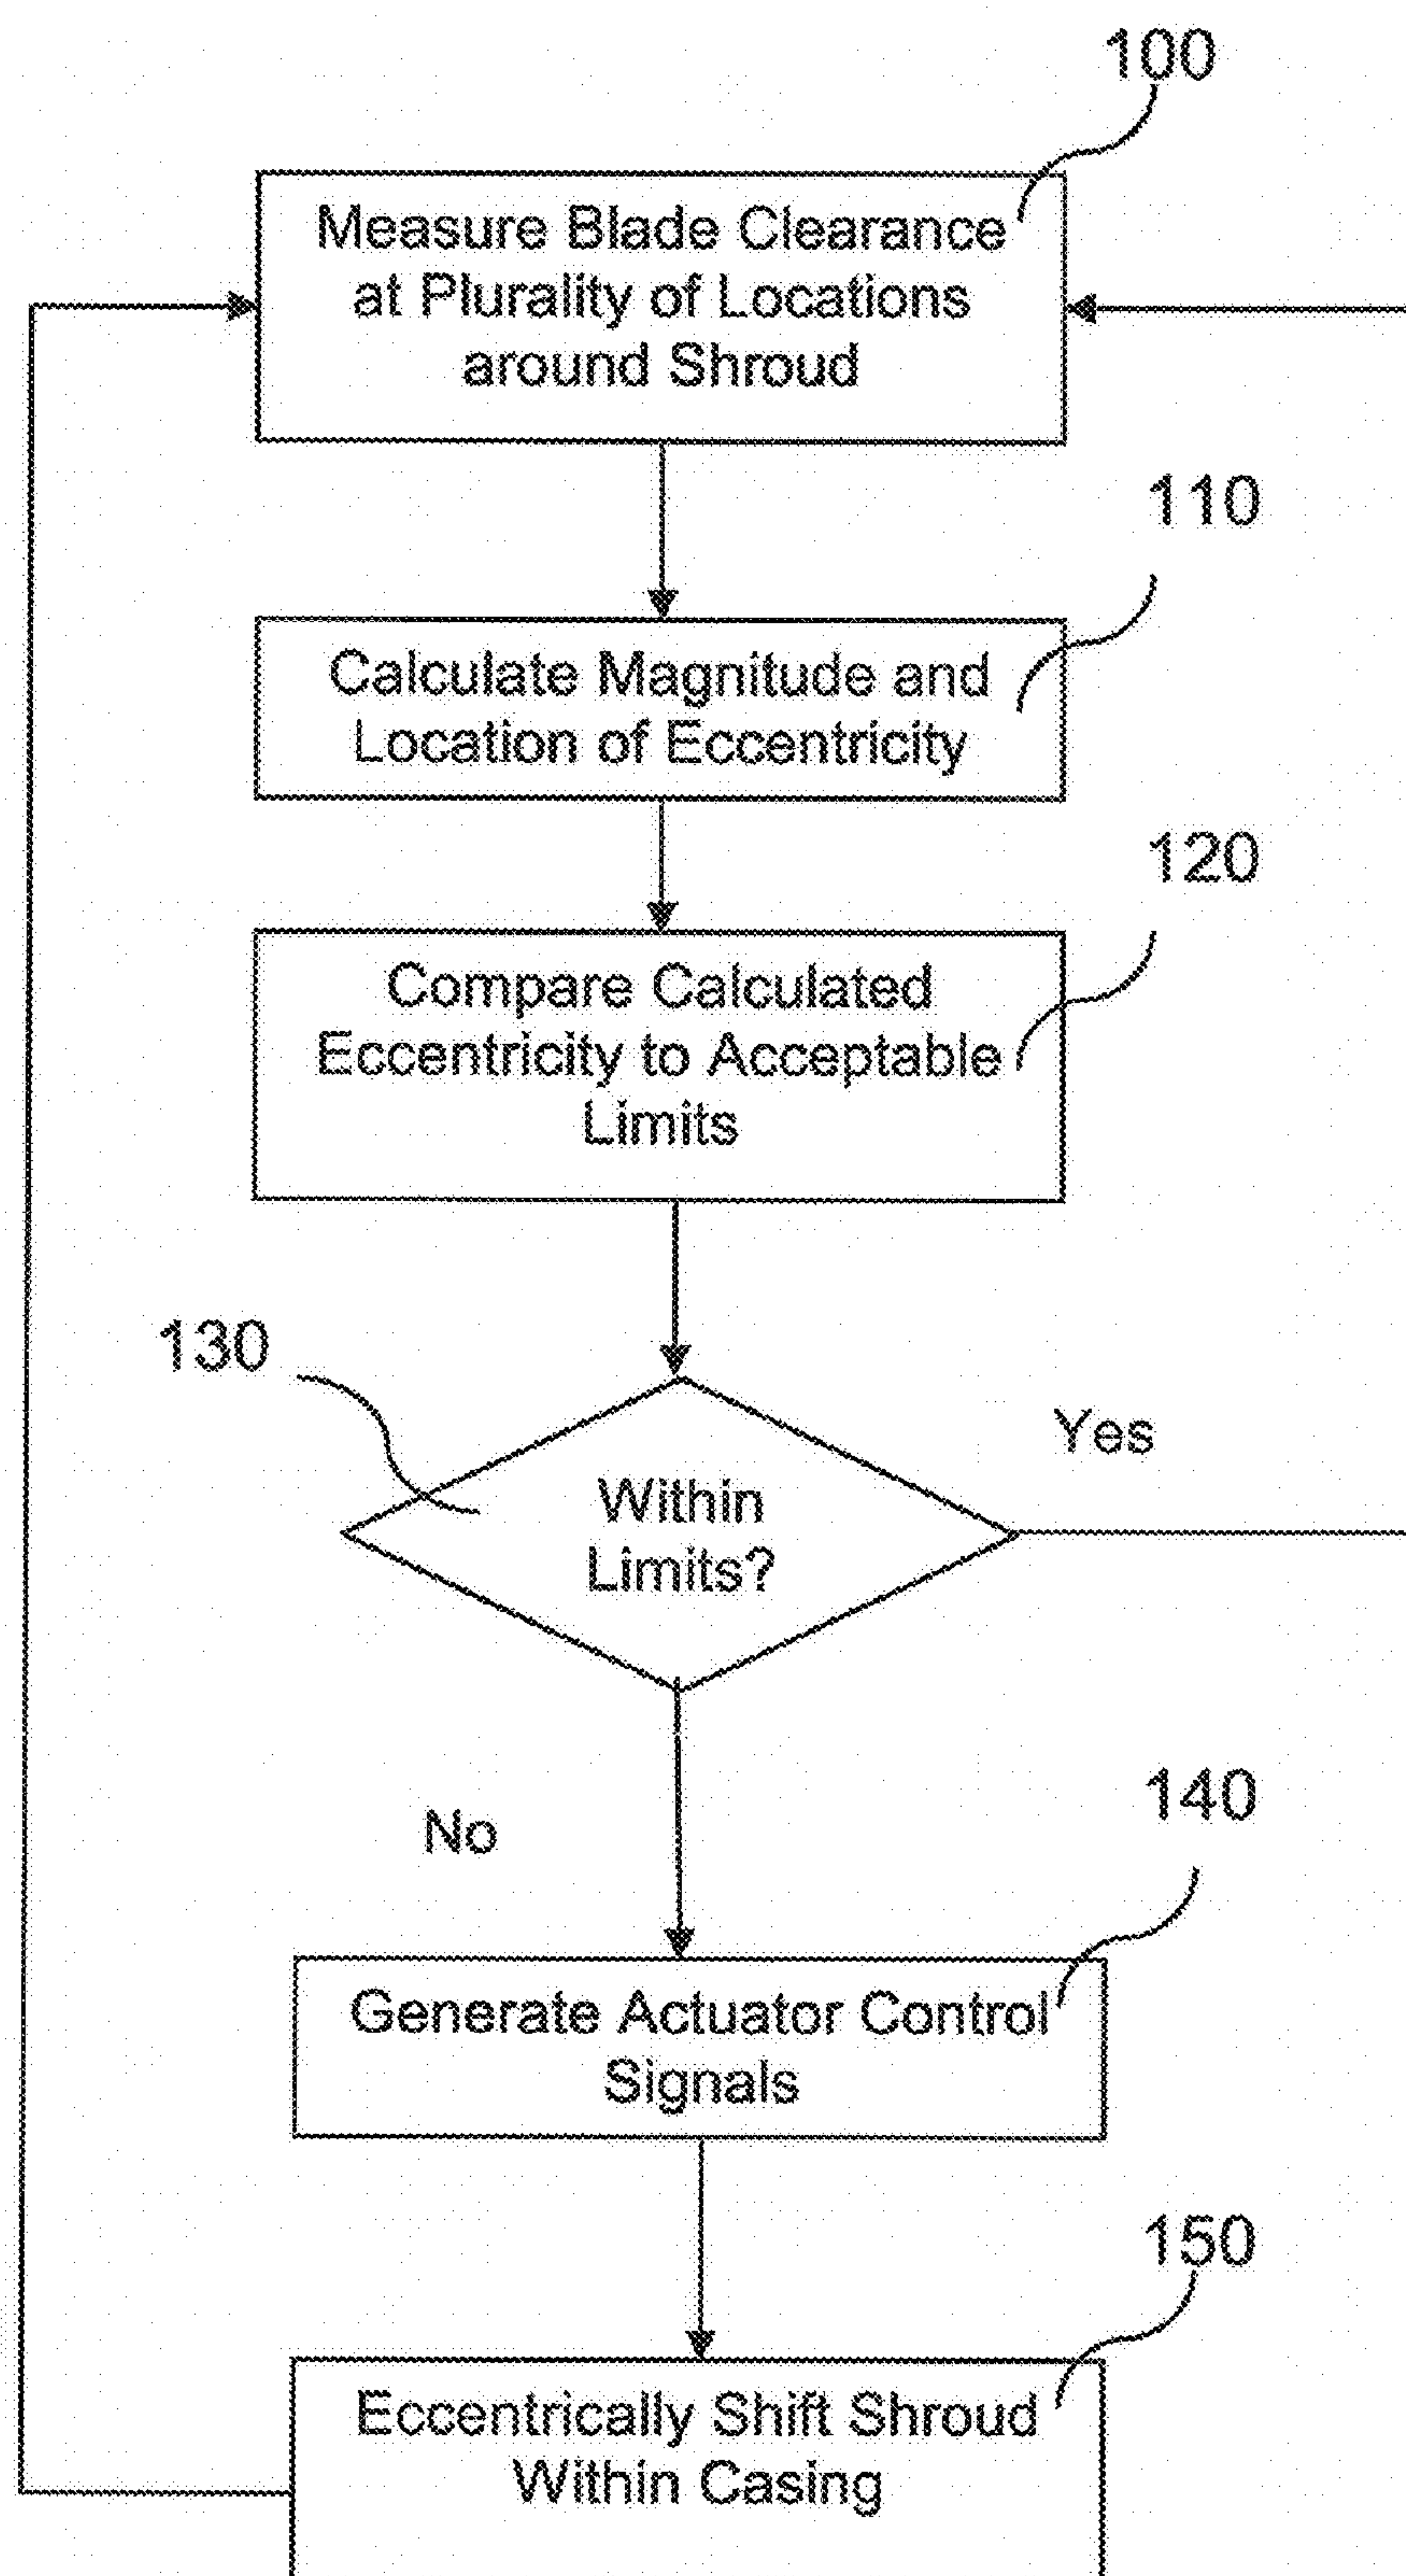 100
Measure Blade Clearance
at Plurality of Locations
around Shroud
110
Calculate Magnitude and
Location of Eccentricity
120
Compare Calculated
Eccentricity to Acceptable
Limits
130
Yes
Within
Limits?
No
140
Generate Actuator Control
Signals
150
Eccentrically Shift Shroud
Within Casing